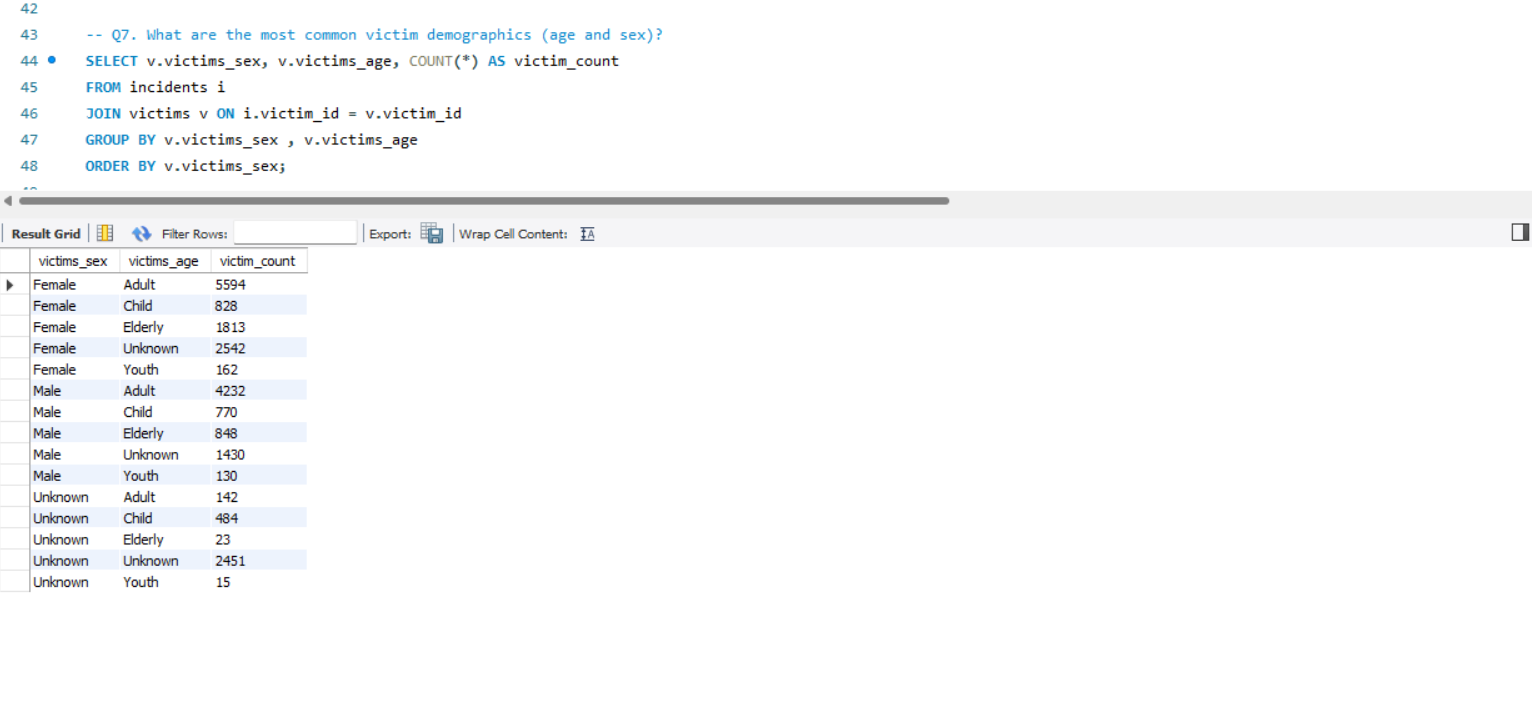 42
43 -- Q7. What are the most common victim demographics (age and sex)?
44 SELECT v.victims_sex, v.victims_age, COUNT(*) AS victim_count
45 FROM incidents i
46 JOIN victims v ON i.victim_id = v.victim_id
47 GROUP BY v.victims_sex , v.victims_age
48 ORDER BY v.victims_sex;
Result Grid Filter Rows: Export: Wrap Cell Content:
victims_sex victims_age victim_count
Female Adult 5594
Female Child 828
Female Elderly 1813
Female Unknown 2542
Female Youth 162
Male Adult 4232
Male Child 770
Male Elderly 848
Male Unknown 1430
Male Youth 130
Unknown Adult 142
Unknown Child 484
Unknown Elderly 23
Unknown Unknown 2451
Unknown Youth 15